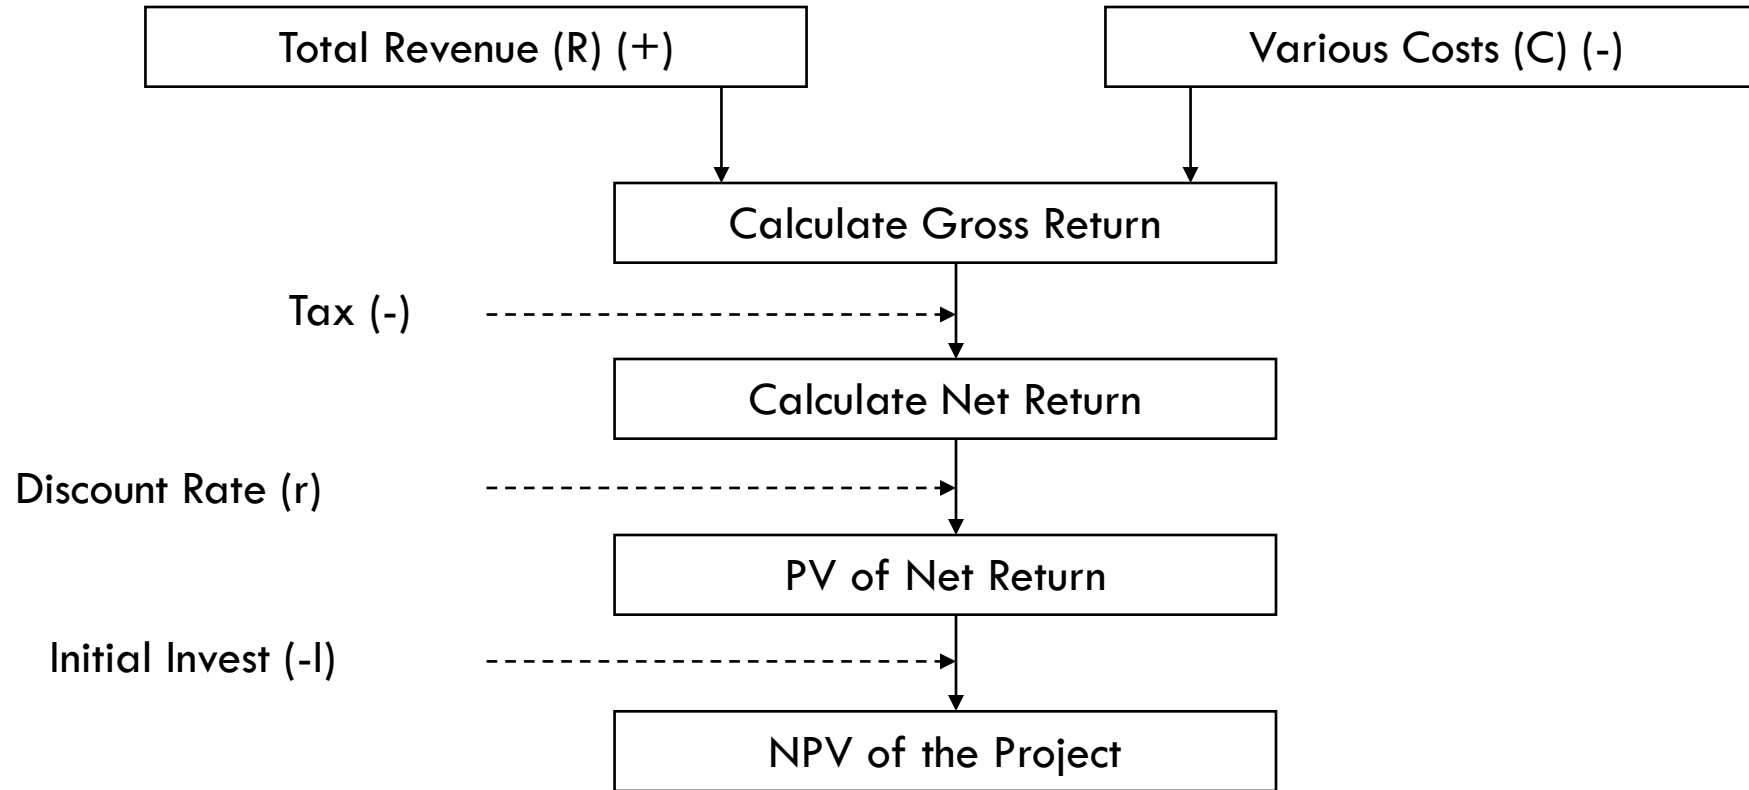 Total Revenue (R) (+)
Various Costs (C) (-)
Calculate Gross Return
Tax (-)
Calculate Net Return
Discount Rate (r)
PV of Net Return
Initial Invest (-I)
NPV of the Project